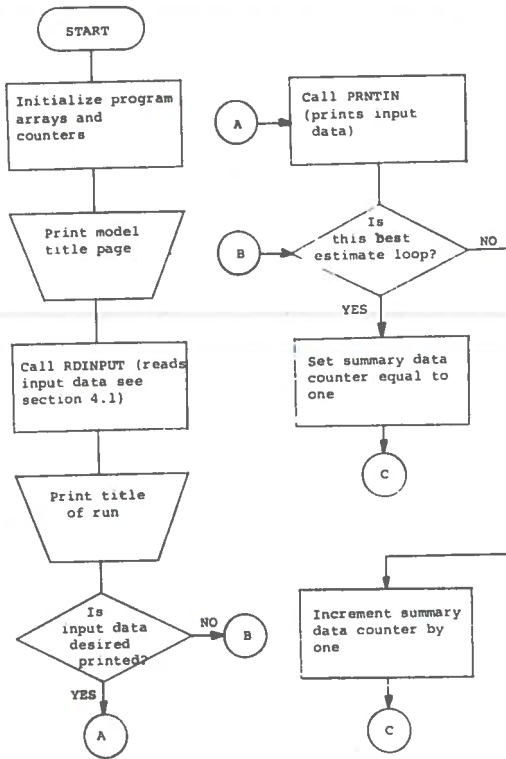 START
Initialize program
arrays and
counters
Print model
title page
Call RDINPUT (reads
input data see
section 4.1)
Print title
of run
Is
input data
desired
printed?
NO
B
YES
A
A
Call PRNTIN
(prints input
data)
B
Is
this best
estimate loop?
NO
YES
Set summary data
counter equal to
one
C
Increment summary
data counter by
one
C